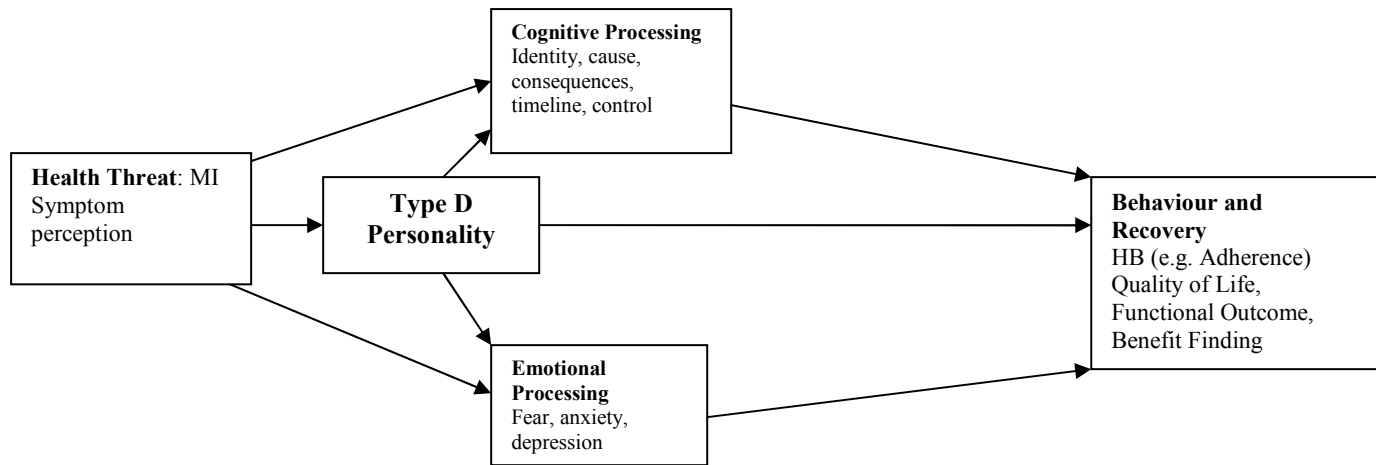 Cognitive Processing
Identity, cause,
consequences,
timeline, control
Health Threat: MI
Symptom
perception
Type D
Personality
Behaviour and
Recovery
HB (e.g. Adherence)
Quality of Life,
Functional Outcome,
Benefit Finding
Emotional
Processing
Fear, anxiety,
depression